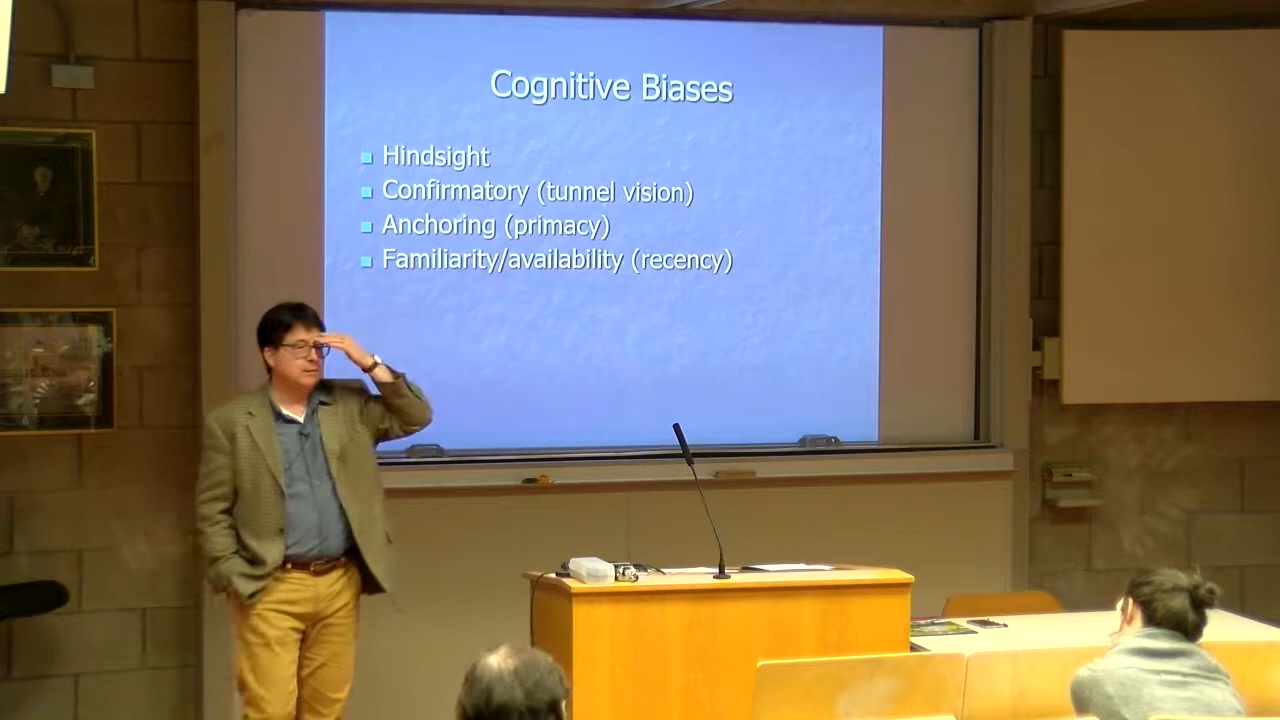 Cognitive Biases
Hindsight
Confirmatory (tunnel vision)
Anchoring (primacy)
Familiarity/availability (recency)